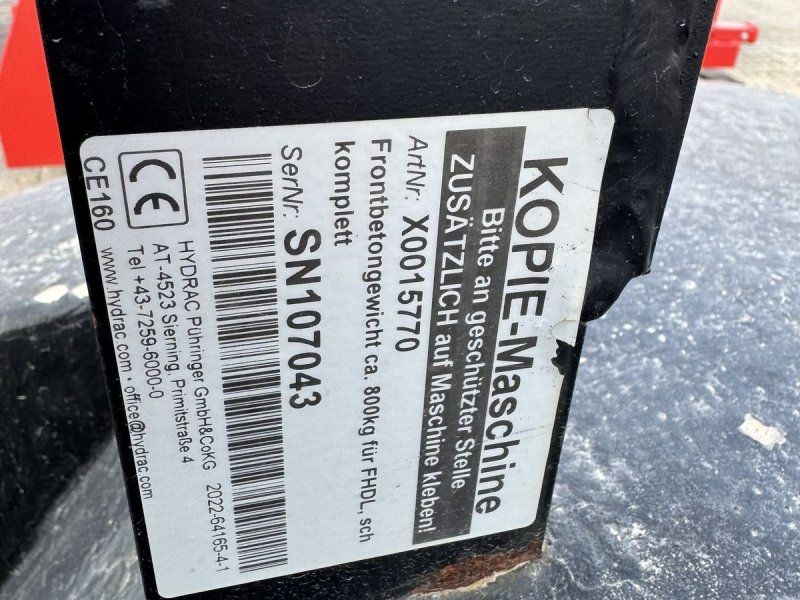 KOPIE-Maschine
Bitte an geschützter Stelle
ZUSÄTZLICH auf Maschine kleben!
ArtNr: X0015770
Frontbetongewicht ca. 800kg für FHDL, sch
komplett
SerNr: SN107043
HYDRAC Pühringer GmbH&CoKG 2022-64165-4-1
AT-4523 Sierning, Primitstraße 4
Tel +43-7259-6000-0
CE
CE160 www.hydrac.com • office@hydrac.com